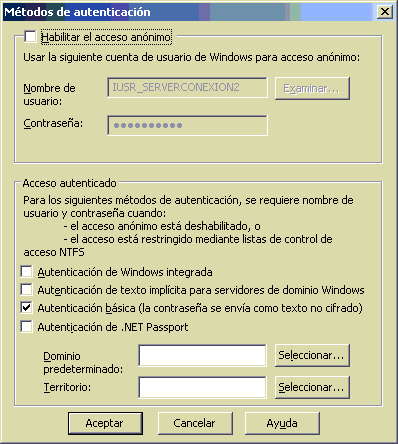 Métodos de autenticación
Habilitar el acceso anónimo
Usar la siguiente cuenta de usuario de Windows para acceso anónimo:
Nombre de
usuario:
IUSR_SERVERCONEXION2
Examinar...
Contraseña:
●●●●●●●●●●
Acceso autenticado
Para los siguientes métodos de autenticación, se requiere nombre de
usuario y contraseña cuando:
- el acceso anónimo está deshabilitado, o
- el acceso está restringido mediante listas de control de
acceso NTFS
Autenticación de Windows integrada
Autenticación de texto implícita para servidores de dominio Windows
Autenticación básica (la contraseña se envía como texto no cifrado)
Autenticación de .NET Passport
Dominio
predeterminado:
Seleccionar...
Territorio:
Seleccionar...
Aceptar
Cancelar
Ayuda